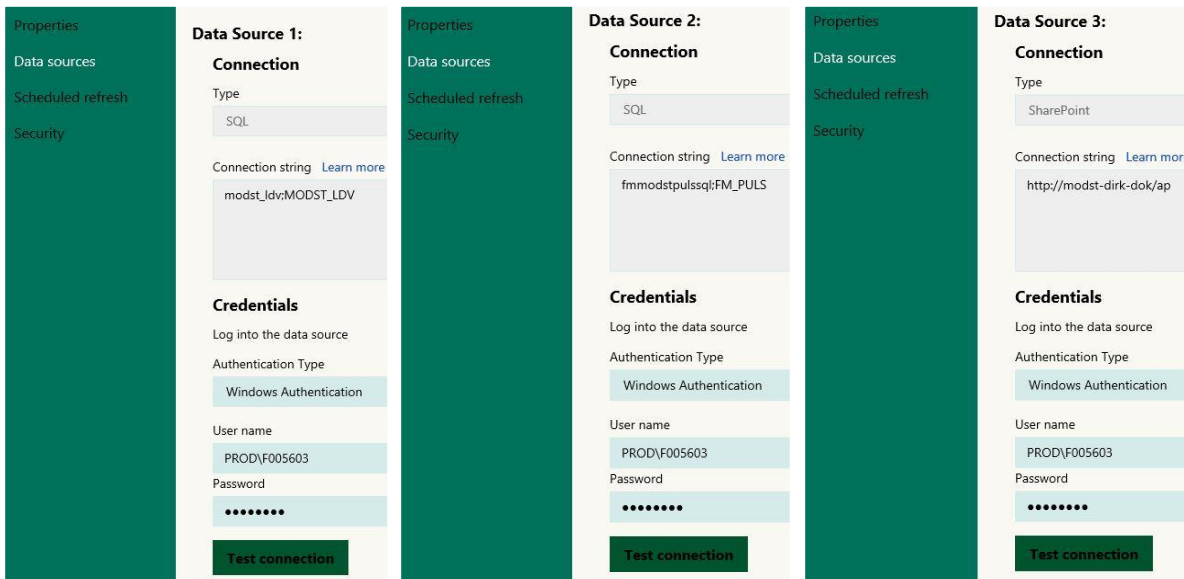 Properties
Data sources
Scheduled refresh
Security
Data Source 1:
Connection
Type
SQL
Connection string Learn more
modst_ldv;MODST_LDV
Credentials
Log into the data source
Authentication Type
Windows Authentication
User name
PROD\F005603
Password
••••••••
Test connection
Properties
Data sources
Scheduled refresh
Security
Data Source 2:
Connection
Type
SQL
Connection string Learn more
fmmodstpulssql;FM_PULS
Credentials
Log into the data source
Authentication Type
Windows Authentication
User name
PROD\F005603
Password
••••••••
Test connection
Properties
Data sources
Scheduled refresh
Security
Data Source 3:
Connection
Type
SharePoint
Connection string Learn mor
http://modst-dirk-dok/ap
Credentials
Log into the data source
Authentication Type
Windows Authentication
User name
PROD\F005603
Password
••••••••
Test connection